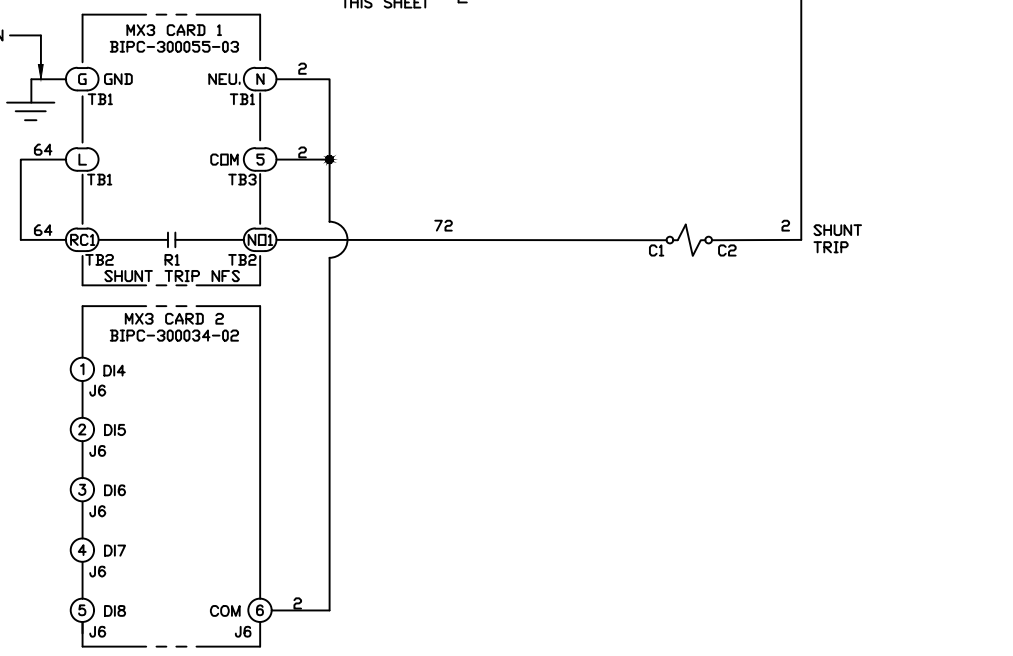 THIS SHEET
N
MX3 CARD 1
BIPC-300055-03
G GND
TB1
NEU. N
TB1
2
64
L
TB1
COM 5
TB3
2
64
RC1
TB2
R1
NO1
TB2
SHUNT TRIP NFS
72
C1
C2
2
SHUNT
TRIP
MX3 CARD 2
BIPC-300034-02
1 DI4
J6
2 DI5
J6
3 DI6
J6
4 DI7
J6
5 DI8
J6
COM 6
J6
2